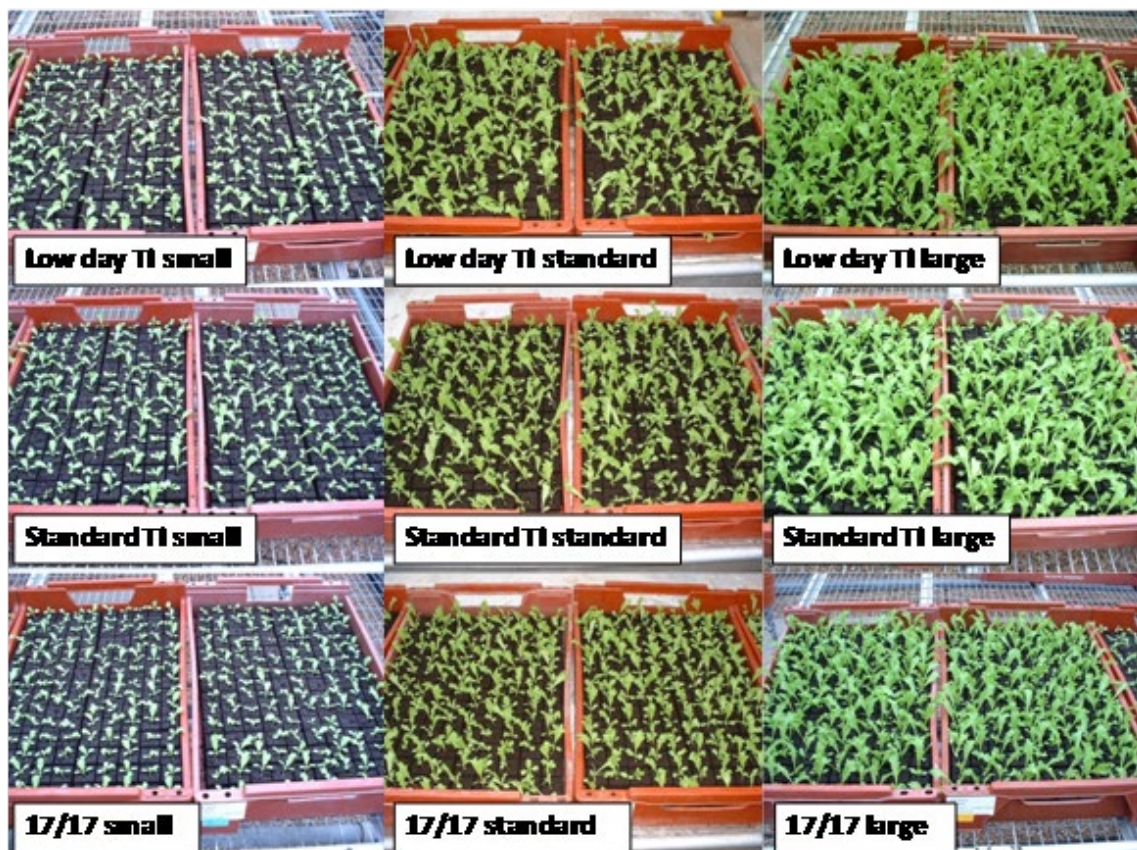 Low day TI small
Low day TI standard
Low day TI large
Standard TI small
Standard TI standard
Standard TI large
17/17 small
17/17 standard
17/17 large